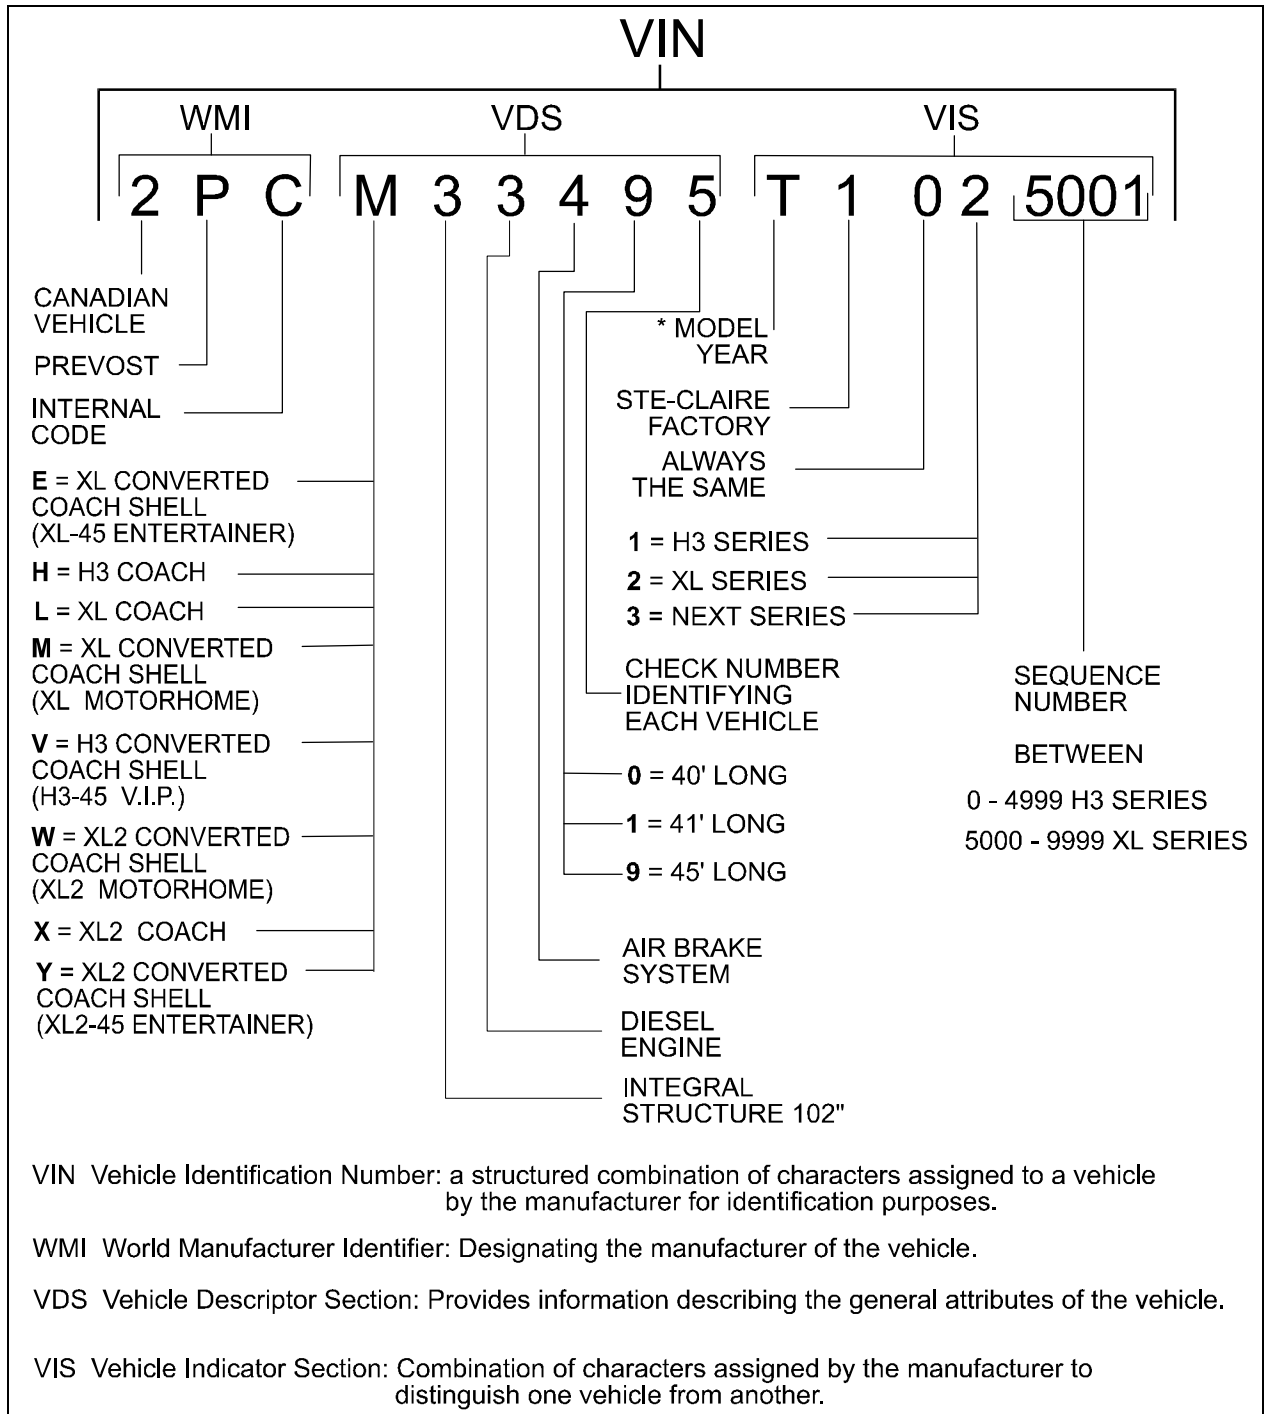 VIN
WMI VDS VIS
2 P C M 3 3 4 9 5 T 1 0 2 5001
CANADIAN
VEHICLE
PREVOST
INTERNAL
CODE
E = XL CONVERTED
COACH SHELL
(XL-45 ENTERTAINER)
H = H3 COACH
L = XL COACH
M = XL CONVERTED
COACH SHELL
(XL MOTORHOME)
V = H3 CONVERTED
COACH SHELL
(H3-45 V.I.P.)
W = XL2 CONVERTED
COACH SHELL
(XL2 MOTORHOME)
X = XL2 COACH
Y = XL2 CONVERTED
COACH SHELL
(XL2-45 ENTERTAINER)
* MODEL
YEAR
STE-CLAIRE
FACTORY
ALWAYS
THE SAME
1 = H3 SERIES
2 = XL SERIES
3 = NEXT SERIES
CHECK NUMBER
IDENTIFYING
EACH VEHICLE
0 = 40' LONG
1 = 41' LONG
9 = 45' LONG
AIR BRAKE
SYSTEM
DIESEL
ENGINE
INTEGRAL
STRUCTURE 102"
SEQUENCE
NUMBER
BETWEEN
0 - 4999 H3 SERIES
5000 - 9999 XL SERIES
VIN Vehicle Identification Number: a structured combination of characters assigned to a vehicle
by the manufacturer for identification purposes.
WMI World Manufacturer Identifier: Designating the manufacturer of the vehicle.
VDS Vehicle Descriptor Section: Provides information describing the general attributes of the vehicle.
VIS Vehicle Indicator Section: Combination of characters assigned by the manufacturer to
distinguish one vehicle from another.